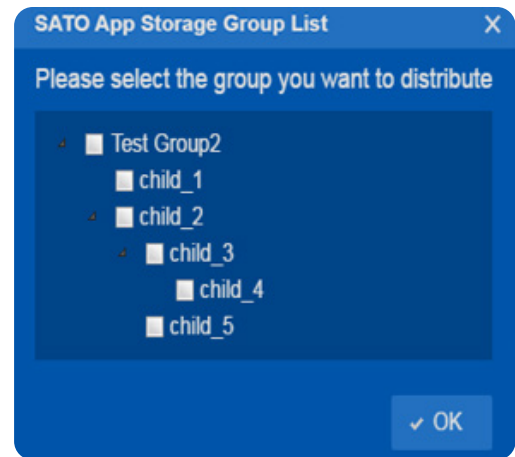 SATO App Storage Group List X
Please select the group you want to distribute
Test Group2
child_1
child_2
child_3
child_4
child_5
OK